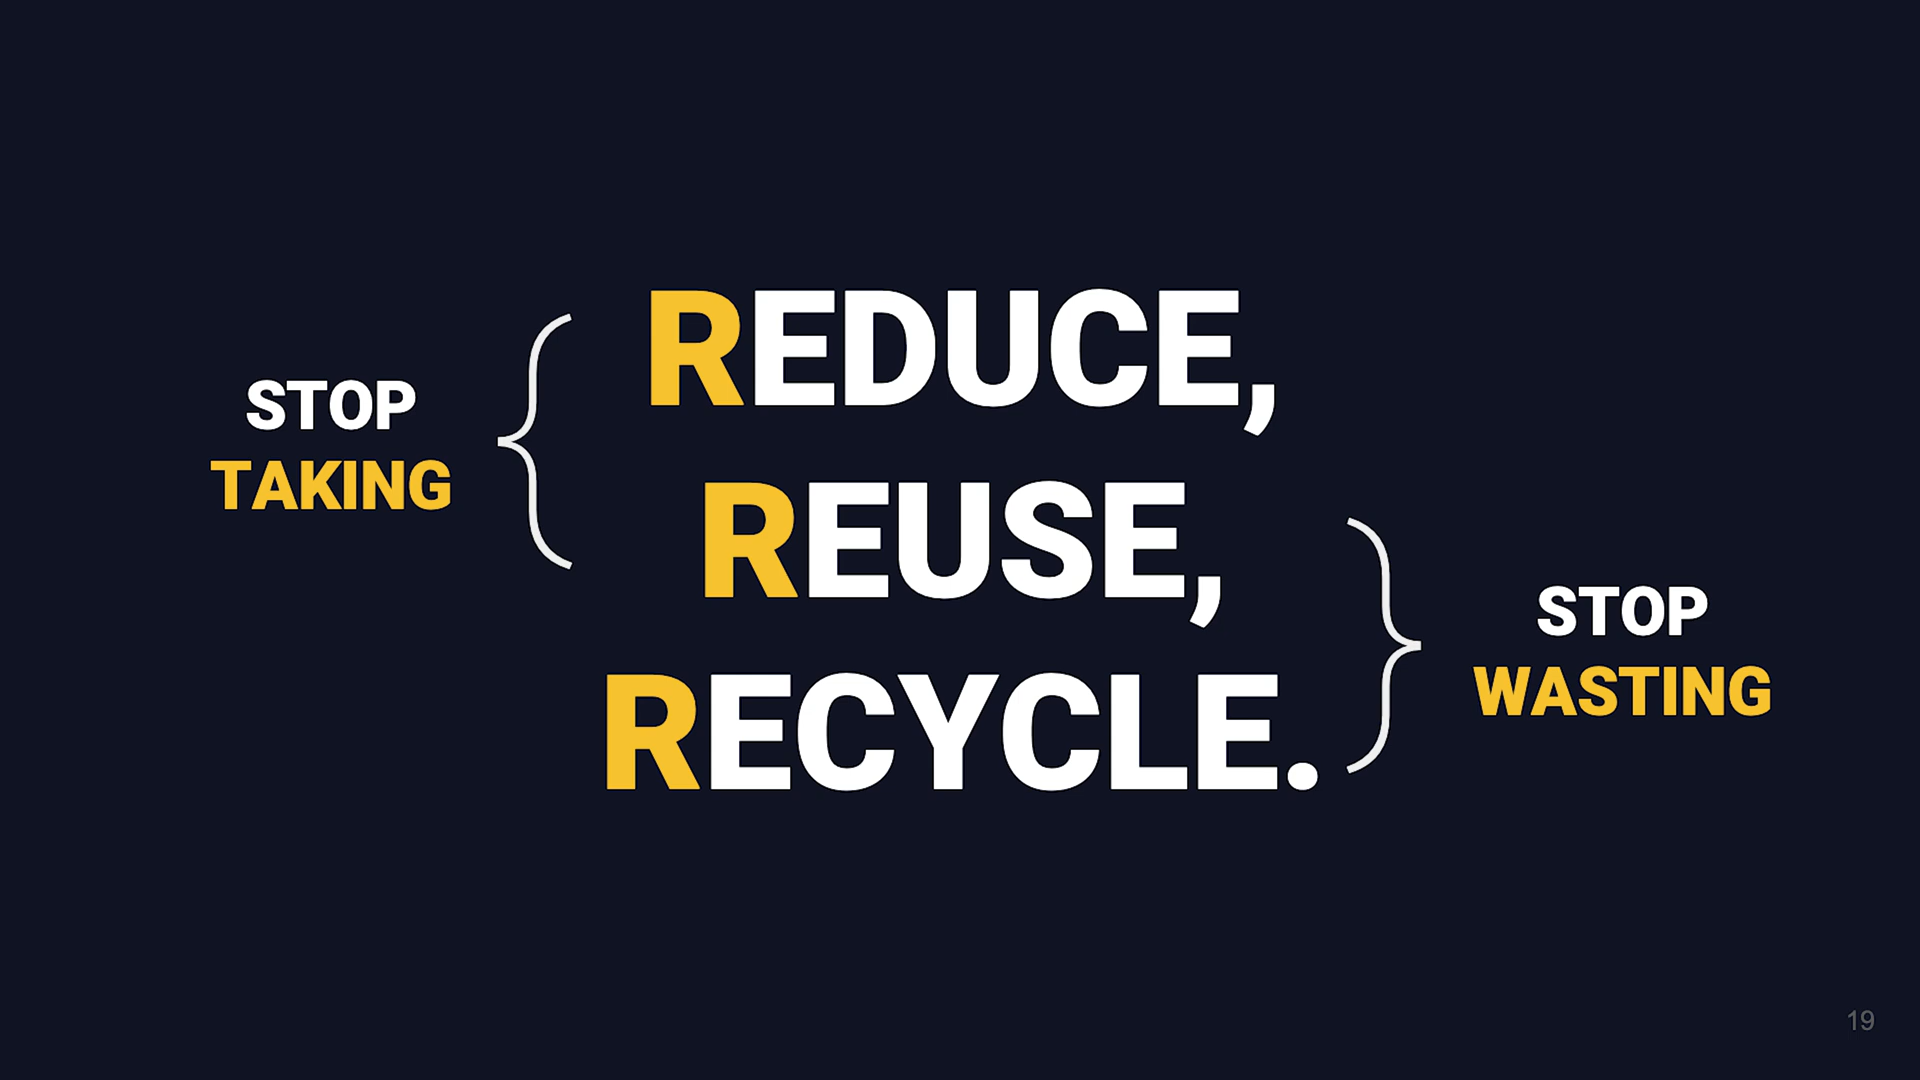 STOP
TAKING
REDUCE,
REUSE,
RECYCLE.
STOP
WASTING
19